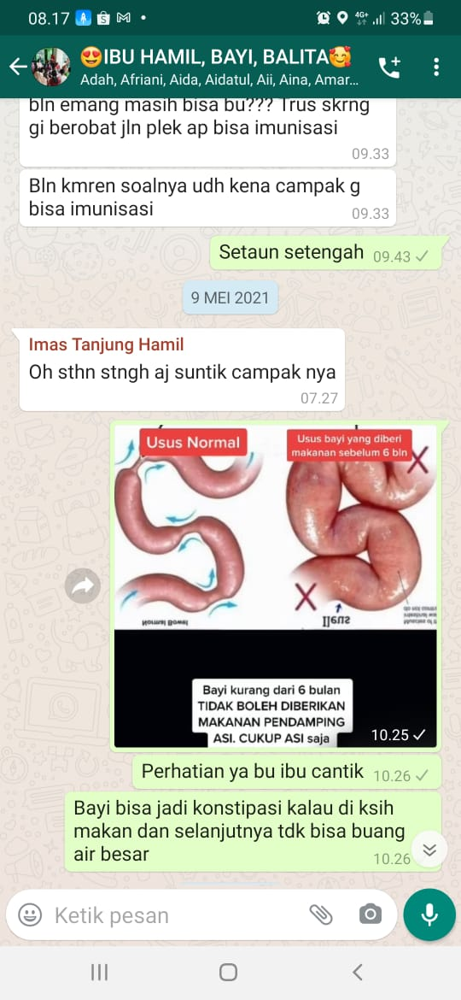 08.17
4G+
33%
😍IBU HAMIL, BAYI, BALITA🥰
Adah, Afriani, Aida, Aidatul, Aii, Aina, Amar...
bln emang masih bisa bu??? Trus skrng
gi berobat jln plek ap bisa imunisasi
09.33
Bln kmren soalnya udh kena campak g
bisa imunisasi
09.33
Setaun setengah
09.43
9 MEI 2021
Imas Tanjung Hamil
Oh sthn stngh aj suntik campak nya
07.27
Usus Normal
Usus bayi yang diberi
makanan sebelum 6 bln
Normal Bowel
Ileus
do not
Muscles of
Bayi kurang dari 6 bulan
TIDAK BOLEH DIBERIKAN
MAKANAN PENDAMPING
ASI. CUKUP ASI saja
10.25
Perhatian ya bu ibu cantik
10.26
Bayi bisa jadi konstipasi kalau di ksih
makan dan selanjutnya tdk bisa buang
air besar
10.26
Ketik pesan